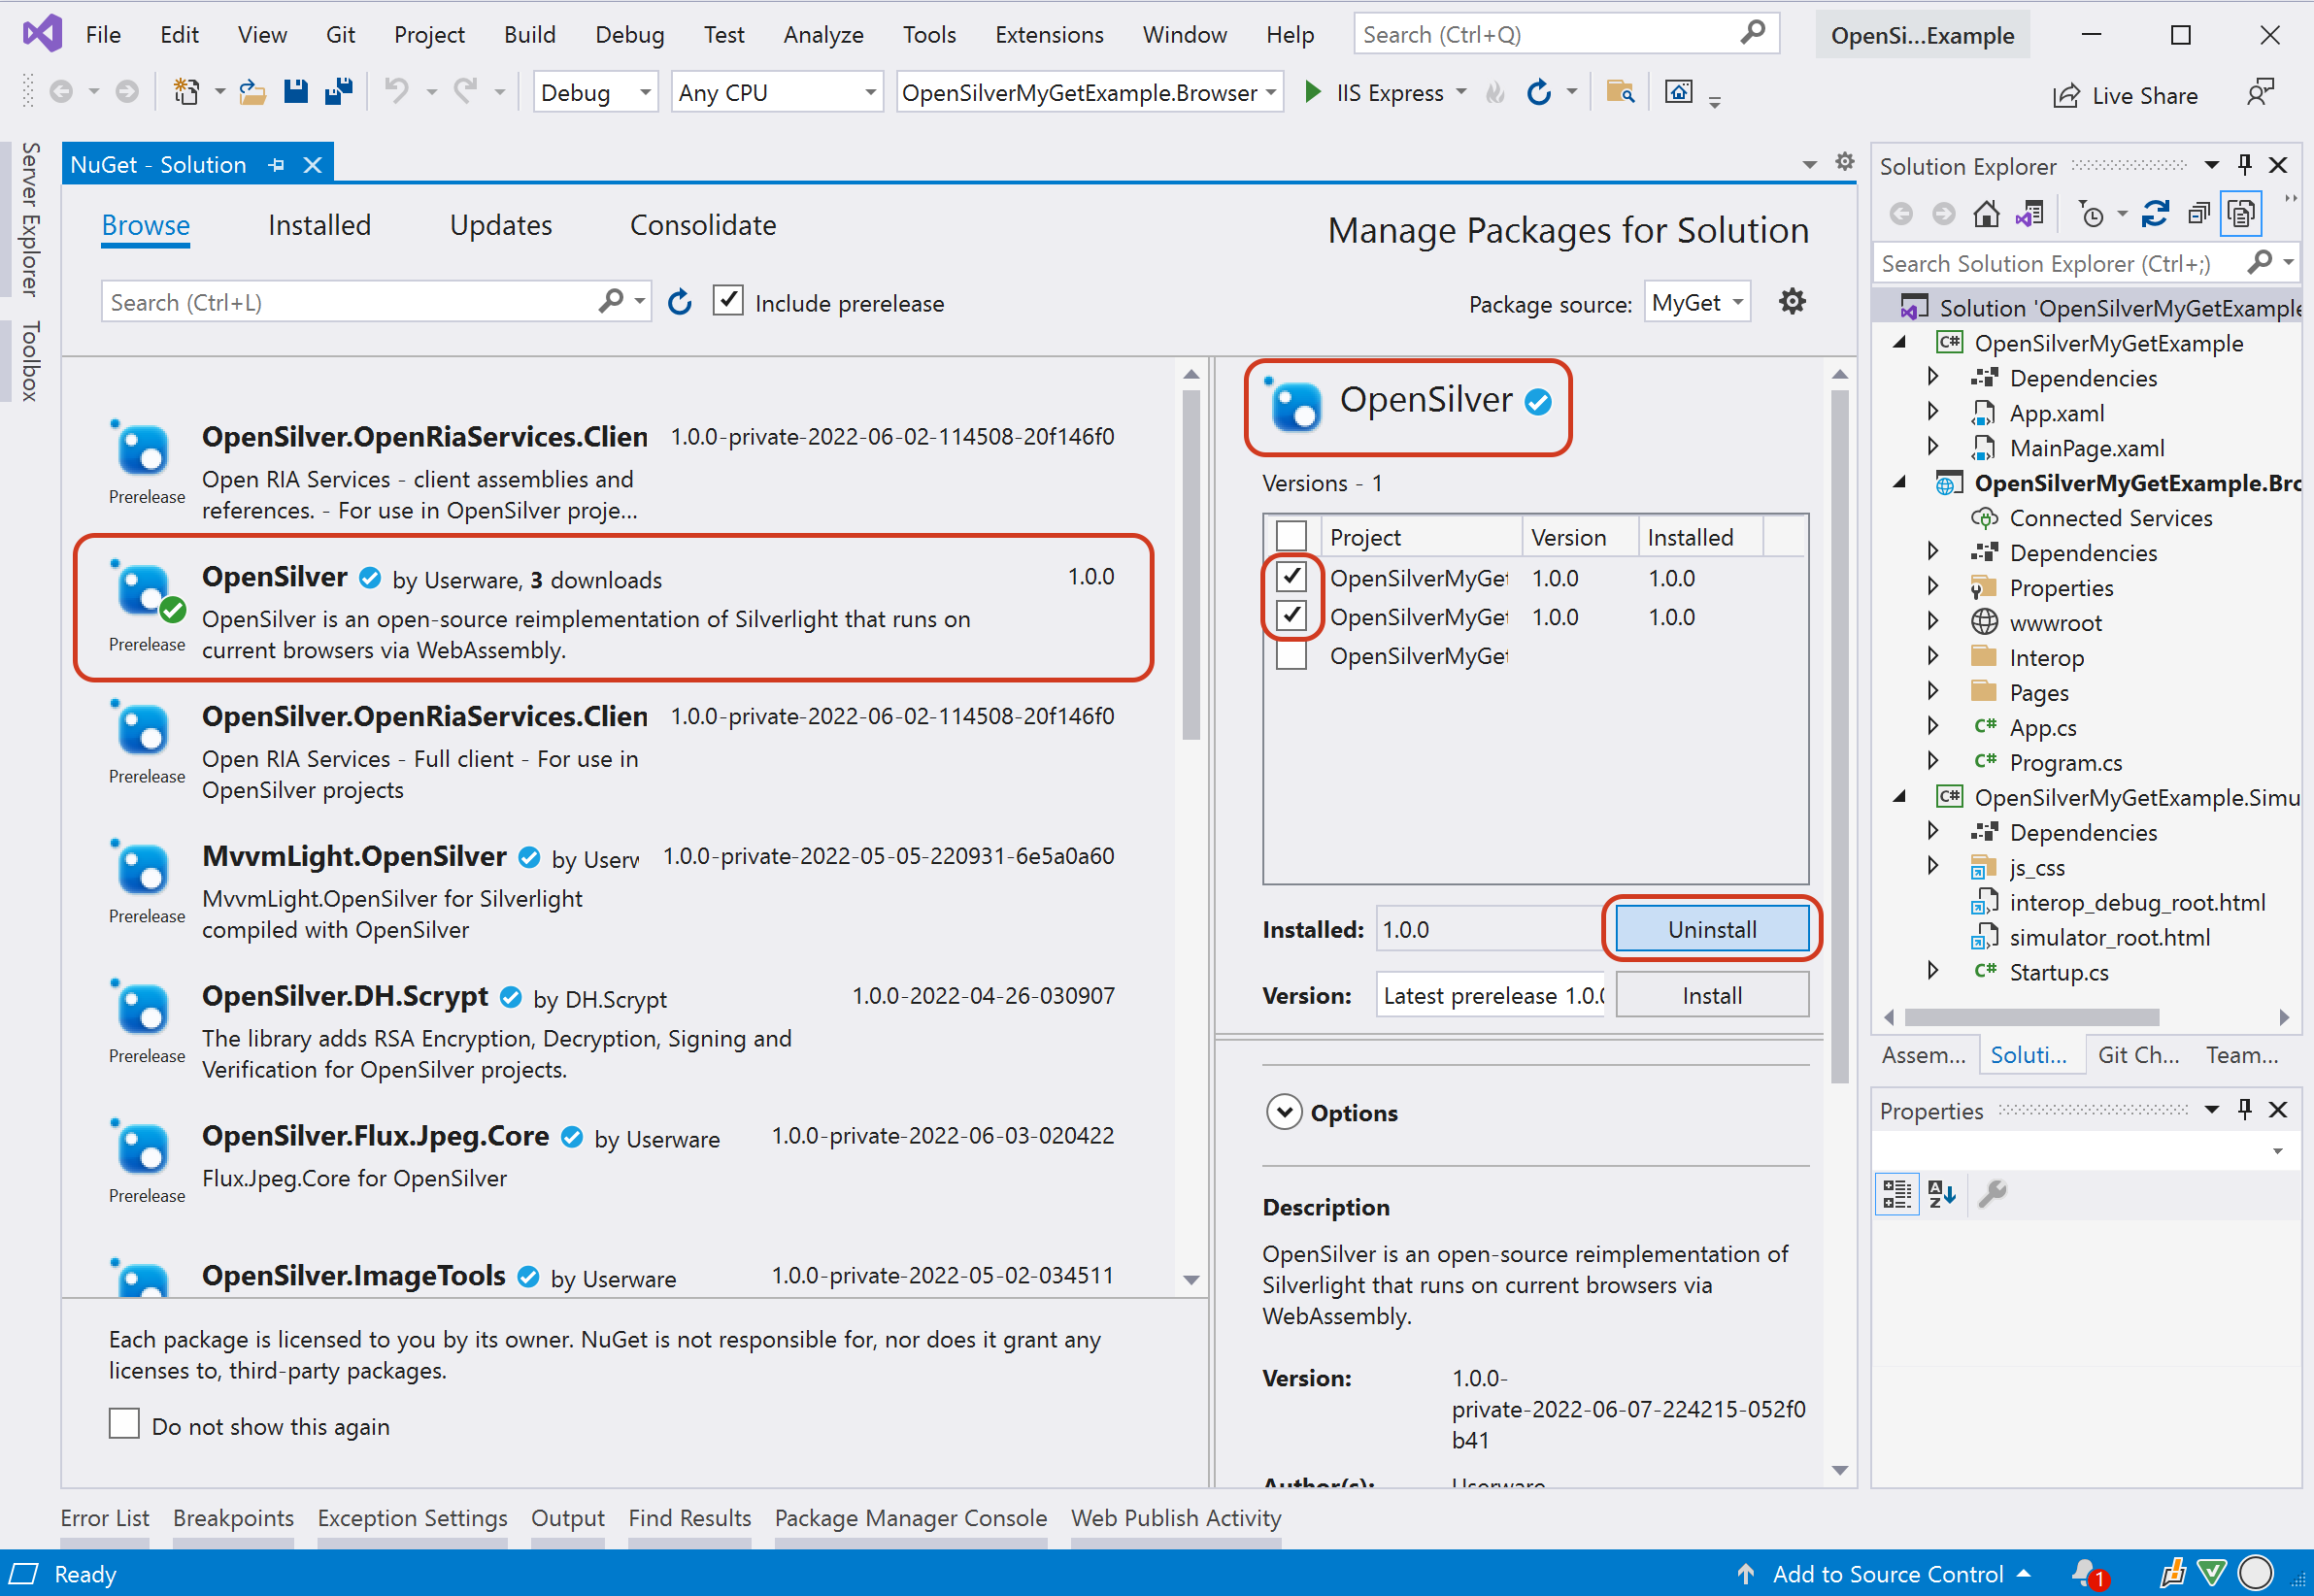 File Edit View Git Project Build Debug Test Analyze Tools Extensions Window Help Search (Ctrl+Q) OpenSi...Example
Debug Any CPU OpenSilverMyGetExample.Browser IIS Express Live Share
Server Explorer
Toolbox
NuGet - Solution
Browse Installed Updates Consolidate
Manage Packages for Solution
Search (Ctrl+L) Include prerelease
Package source: MyGet
OpenSilver.OpenRiaServices.Clien 1.0.0-private-2022-06-02-114508-20f146f0
Open RIA Services - client assemblies and
references. - For use in OpenSilver proje...
Prerelease
OpenSilver by Userware, 3 downloads 1.0.0
OpenSilver is an open-source reimplementation of Silverlight that runs on
current browsers via WebAssembly.
Prerelease
OpenSilver.OpenRiaServices.Clien 1.0.0-private-2022-06-02-114508-20f146f0
Open RIA Services - Full client - For use in
OpenSilver projects
Prerelease
MvvmLight.OpenSilver by Userw 1.0.0-private-2022-05-05-220931-6e5a0a60
MvvmLight.OpenSilver for Silverlight
compiled with OpenSilver
Prerelease
OpenSilver.DH.Scrypt by DH.Scrypt 1.0.0-2022-04-26-030907
The library adds RSA Encryption, Decryption, Signing and
Verification for OpenSilver projects.
Prerelease
OpenSilver.Flux.Jpeg.Core by Userware 1.0.0-private-2022-06-03-020422
Flux.Jpeg.Core for OpenSilver
Prerelease
OpenSilver.ImageTools by Userware 1.0.0-private-2022-05-02-034511
Each package is licensed to you by its owner. NuGet is not responsible for, nor does it grant any
licenses to, third-party packages.
Do not show this again
OpenSilver
Versions - 1
Project Version Installed
OpenSilverMyGet 1.0.0 1.0.0
OpenSilverMyGet 1.0.0 1.0.0
OpenSilverMyGet
Installed: 1.0.0 Uninstall
Version: Latest prerelease 1.0.0 Install
Options
Description
OpenSilver is an open-source reimplementation of
Silverlight that runs on current browsers via
WebAssembly.
Version: 1.0.0-
private-2022-06-07-224215-052f0
b41
Author(s): Userware
Solution Explorer
Search Solution Explorer (Ctrl+;)
Solution 'OpenSilverMyGetExample
C# OpenSilverMyGetExample
Dependencies
App.xaml
MainPage.xaml
OpenSilverMyGetExample.Brc
Connected Services
Dependencies
Properties
wwwroot
Interop
Pages
C# App.cs
C# Program.cs
C# OpenSilverMyGetExample.Simu
Dependencies
js_css
interop_debug_root.html
simulator_root.html
C# Startup.cs
Assem... Soluti... Git Ch... Team...
Properties
Error List Breakpoints Exception Settings Output Find Results Package Manager Console Web Publish Activity
Ready Add to Source Control 1